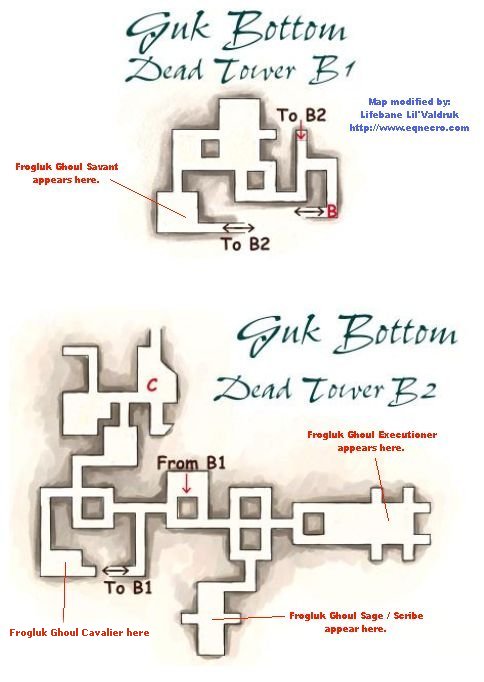 Guk Bottom
Dead Tower B1
Map modified by:
Lifebane Lil'Valdruk
http://www.eqnecro.com
To B2
Frogluk Ghoul Savant
appears here.
B
To B2
Guk Bottom
Dead Tower B2
C
Frogluk Ghoul Executioner
appears here.
From B1
To B1
Frogluk Ghoul Cavalier here
Frogluk Ghoul Sage / Scribe
appear here.